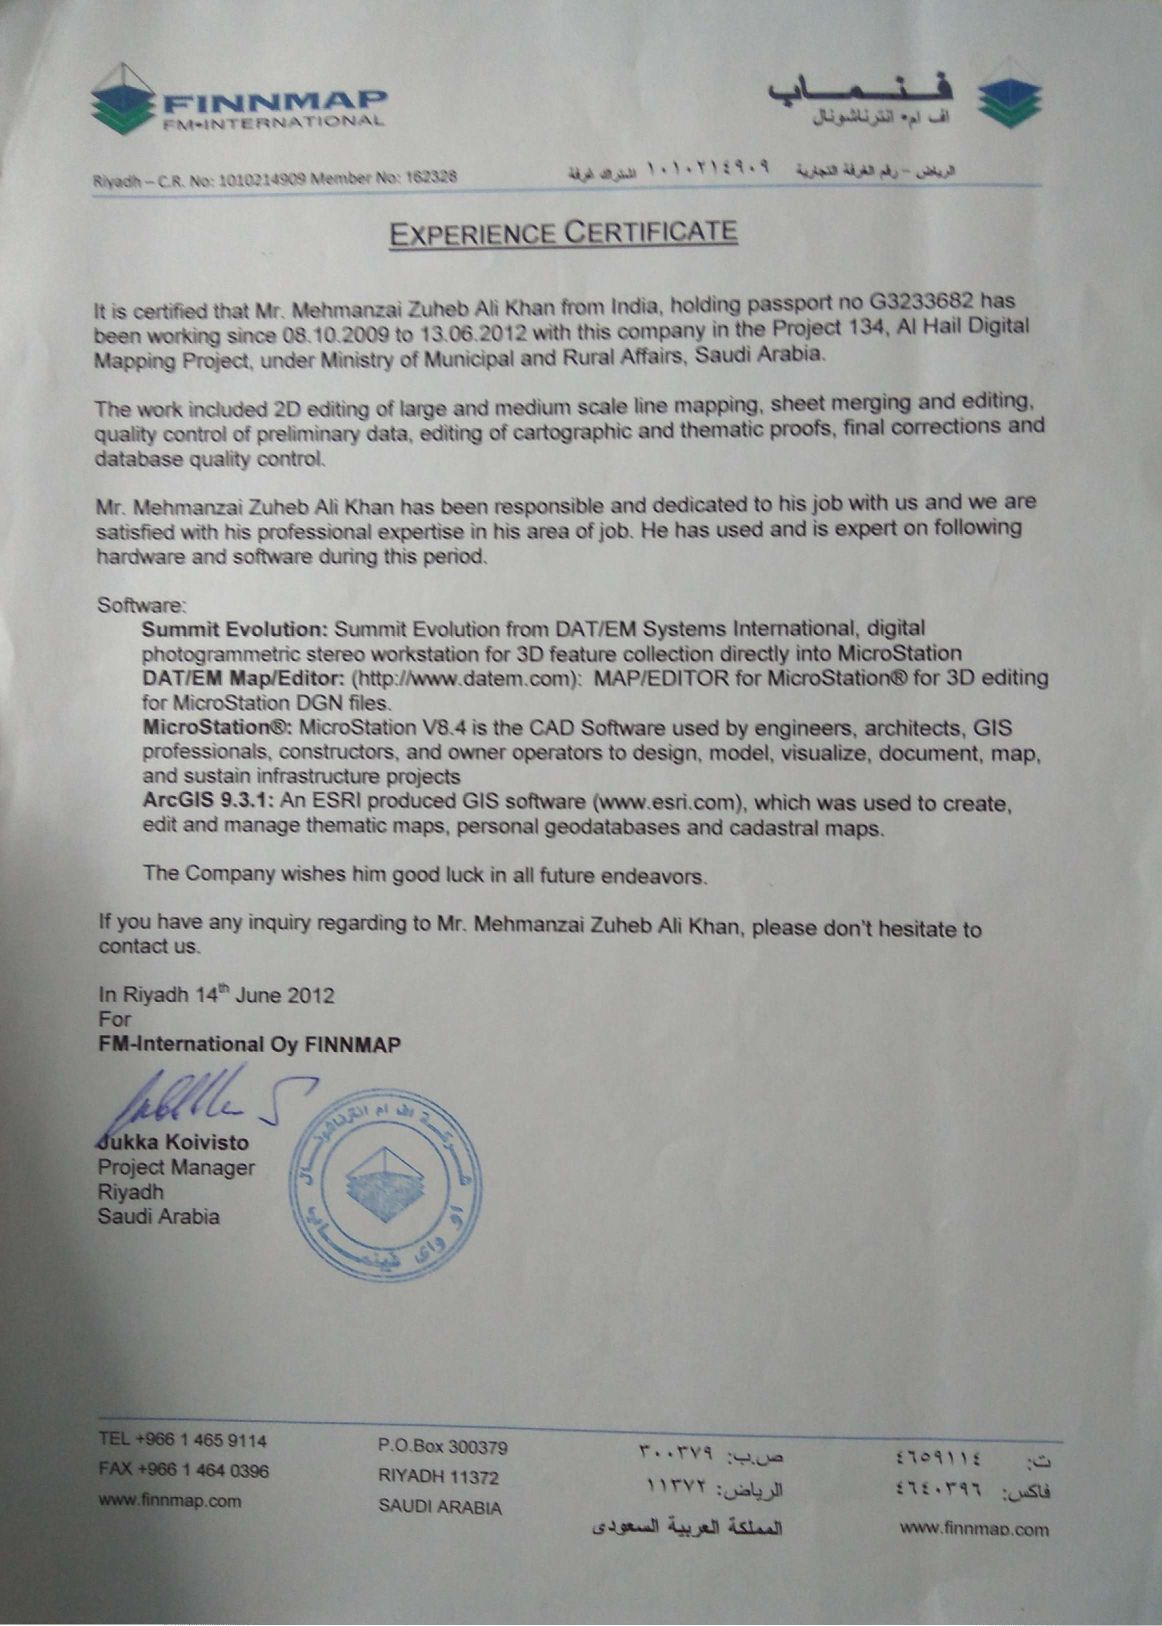 FINNMAP
FM•INTERNATIONAL
فنماب
اف ام• انترناشونال
Riyadh – C.R. No: 1010214909 Member No: 162328
الرياض – رقم الغرفة التجارية ١٠١٠٢١٤٩٠٩ اشتراك غرفة
EXPERIENCE CERTIFICATE
It is certified that Mr. Mehmanzai Zuheb Ali Khan from India, holding passport no G3233682 has
been working since 08.10.2009 to 13.06.2012 with this company in the Project 134, Al Hail Digital
Mapping Project, under Ministry of Municipal and Rural Affairs, Saudi Arabia.
The work included 2D editing of large and medium scale line mapping, sheet merging and editing,
quality control of preliminary data, editing of cartographic and thematic proofs, final corrections and
database quality control.
Mr. Mehmanzai Zuheb Ali Khan has been responsible and dedicated to his job with us and we are
satisfied with his professional expertise in his area of job. He has used and is expert on following
hardware and software during this period.
Software:
Summit Evolution: Summit Evolution from DAT/EM Systems International, digital
photogrammetric stereo workstation for 3D feature collection directly into MicroStation
DAT/EM Map/Editor: (http://www.datem.com): MAP/EDITOR for MicroStation® for 3D editing
for MicroStation DGN files.
MicroStation®: MicroStation V8.4 is the CAD Software used by engineers, architects, GIS
professionals, constructors, and owner operators to design, model, visualize, document, map,
and sustain infrastructure projects
ArcGIS 9.3.1: An ESRI produced GIS software (www.esri.com), which was used to create,
edit and manage thematic maps, personal geodatabases and cadastral maps.
The Company wishes him good luck in all future endeavors.
If you have any inquiry regarding to Mr. Mehmanzai Zuheb Ali Khan, please don't hesitate to
contact us.
In Riyadh 14th June 2012
For
FM-International Oy FINNMAP
Jukka Koivisto
Project Manager
Riyadh
Saudi Arabia
شركة اف ام انترناشونال
او واى فينماب
TEL +966 1 465 9114
FAX +966 1 464 0396
www.finnmap.com
P.O.Box 300379
RIYADH 11372
SAUDI ARABIA
ص.ب: ٣٠٠٣٧٩
الرياض: ١١٣٧٢
المملكة العربية السعودى
ت: ٤٦٥٩١١٤
فاكس: ٤٦٤٠٣٩٦
www.finnmap.com